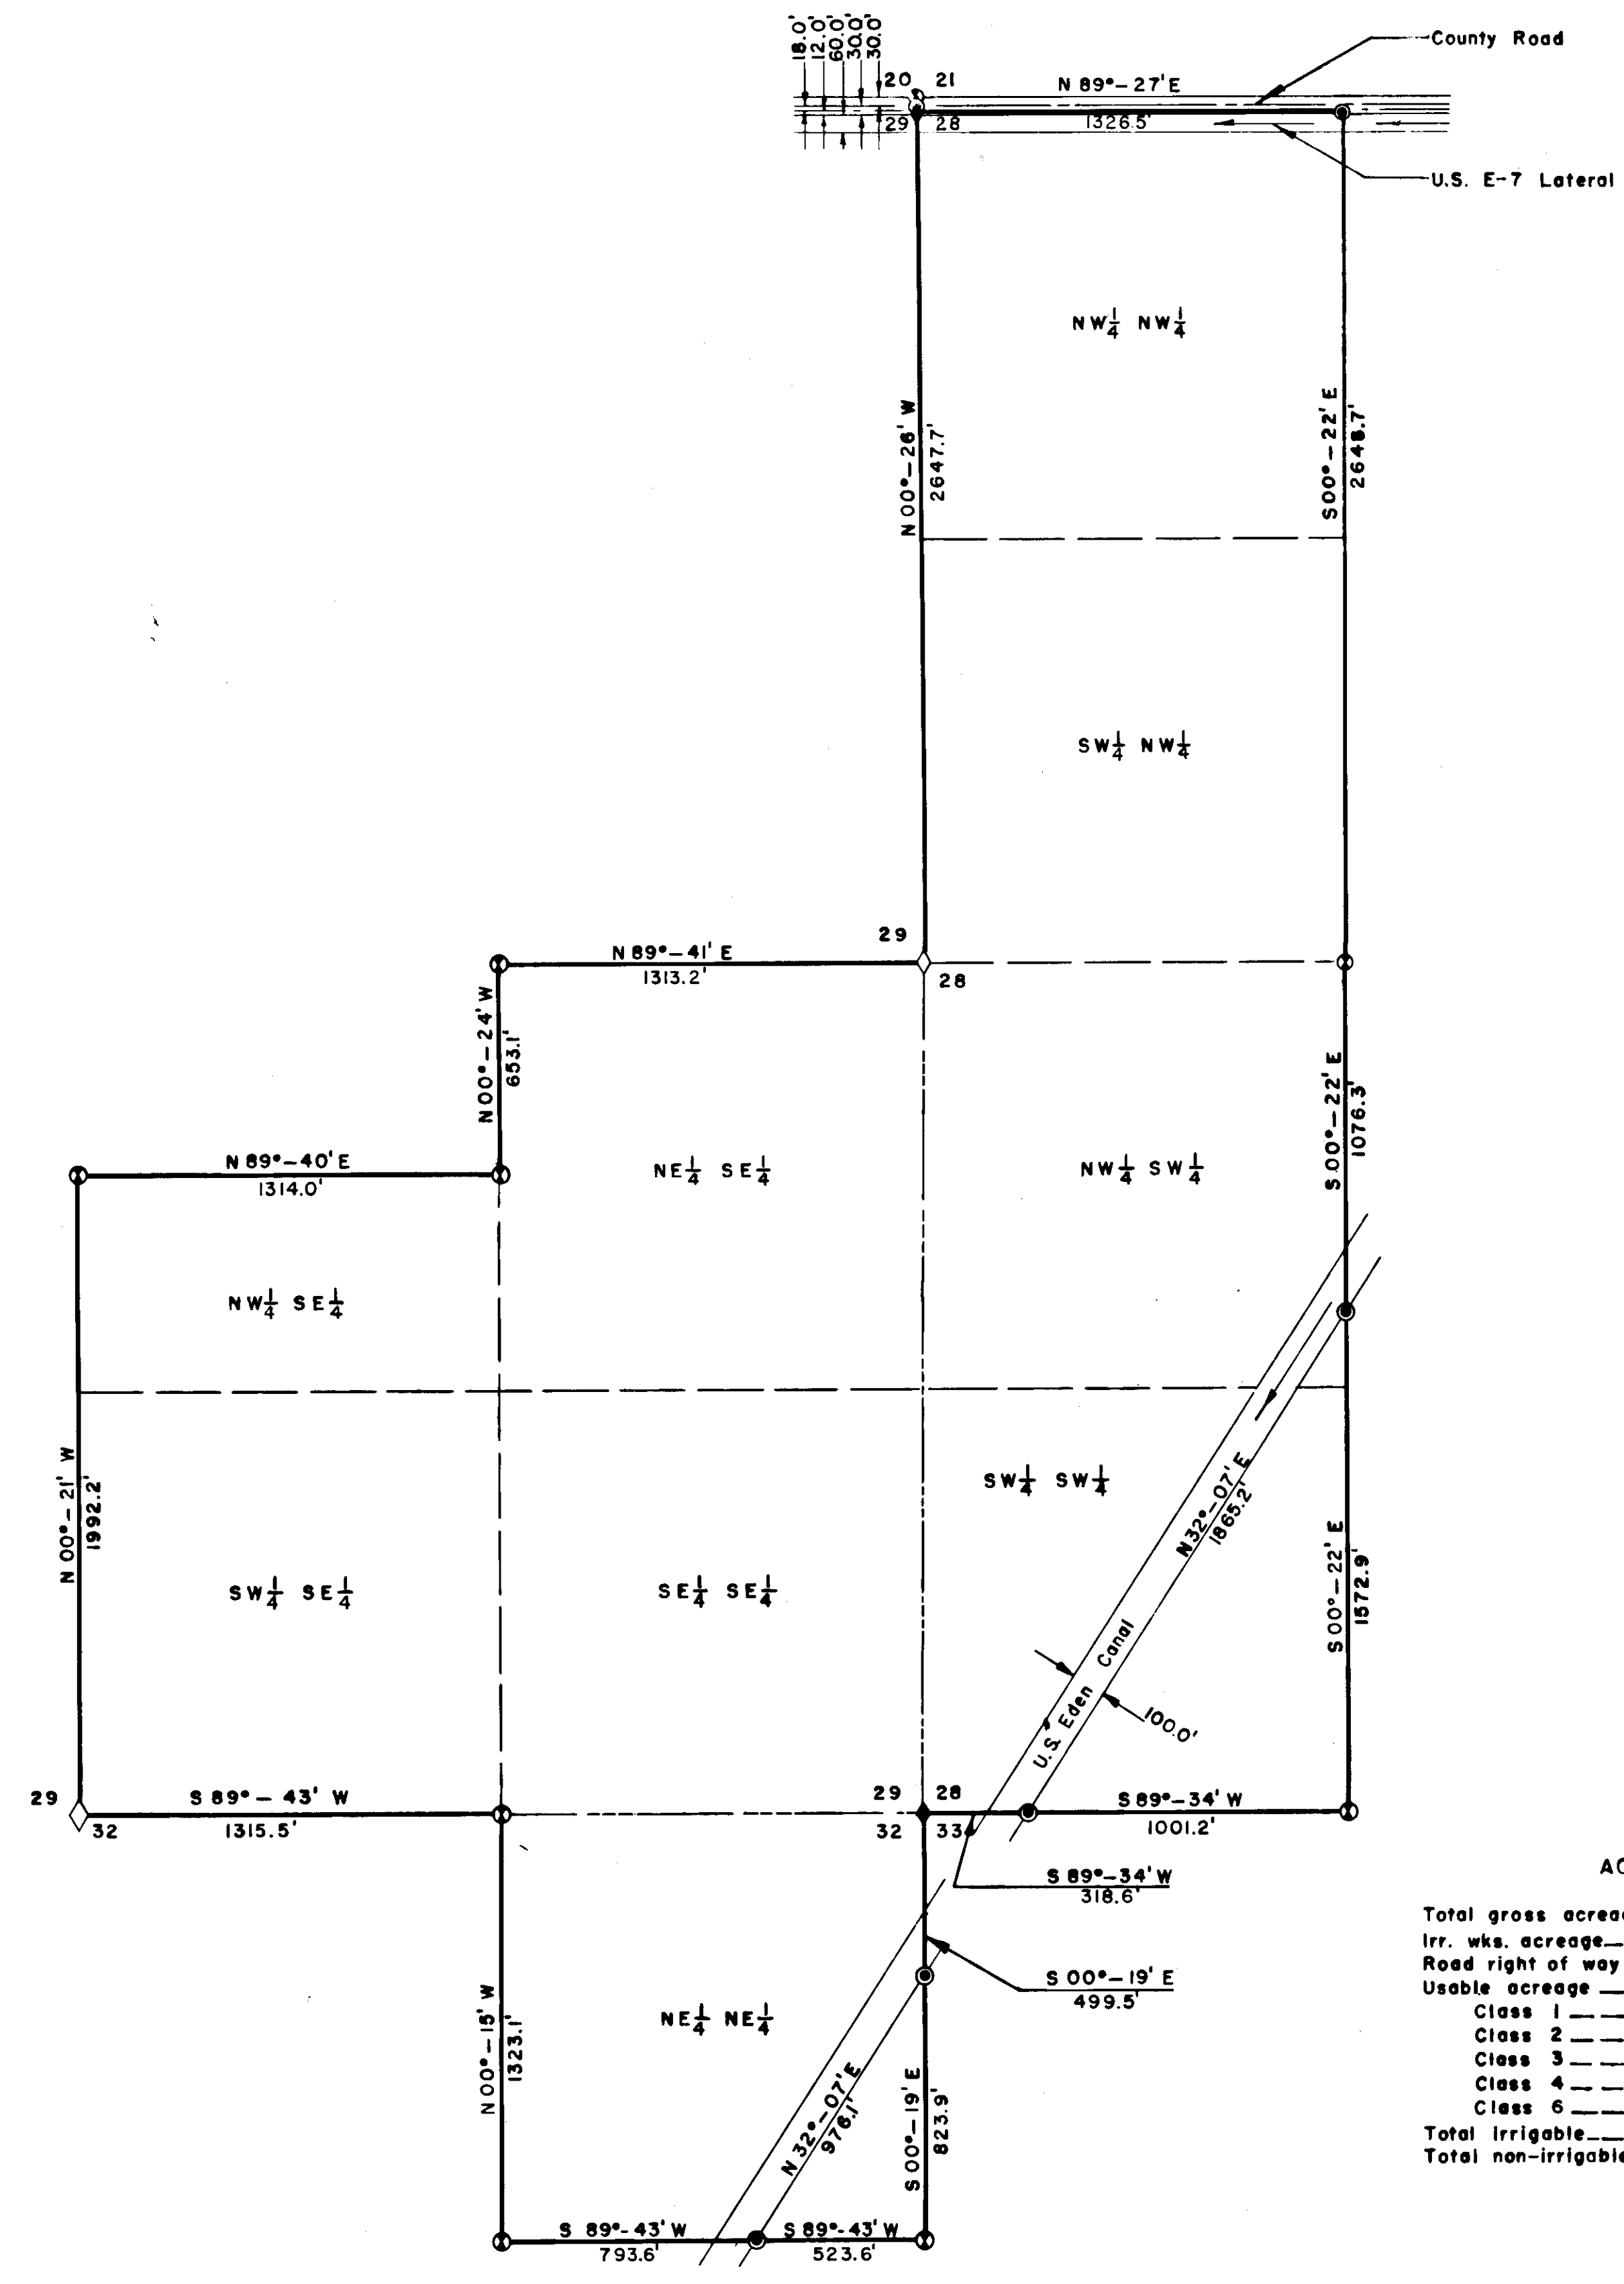 18.0'
12.0'
60.0'
30.0'
30.0'
County Road
20 21
N 89°-27' E
29 28
1326.5'
U.S. E-7 Lateral
NW¼ NW¼
N 00°-26' W
2647.7'
S 00°-22' E
SW¼ NW¼
29
N 89°-41' E
1313.2'
28
N 00°-24' W
653.1'
S 00°-22' E
1076.3'
N 89°-40' E
1314.0'
NE¼ SE¼
NW¼ SW¼
NW¼ SE¼
N 00°-21' W
1992.2'
SW¼ SW¼
N 32°-07' E
1865.2'
S 00°-22' E
1572.9'
SW¼ SE¼
SE¼ SE¼
U.S. Eden Canal
100.0'
29
S 89°-43' W
29 28
S 89°-34' W
32
1315.5'
32 33
1001.2'
S 89°-34' W
318.6'
Total gross
Irr. wks. acreage
Road right of way
S 00°-19' E
Usable acreage
499.5'
Class 1
NE¼ NE¼
Class 2
N 00°-15' W
1323.1'
Class 3
Class 4
N 32°-07' E
976.1'
S 00°-19' E
823.9'
Class 6
Total irrigable
Total
S 89°-43' W
S 89°-43' W
793.6'
523.6'